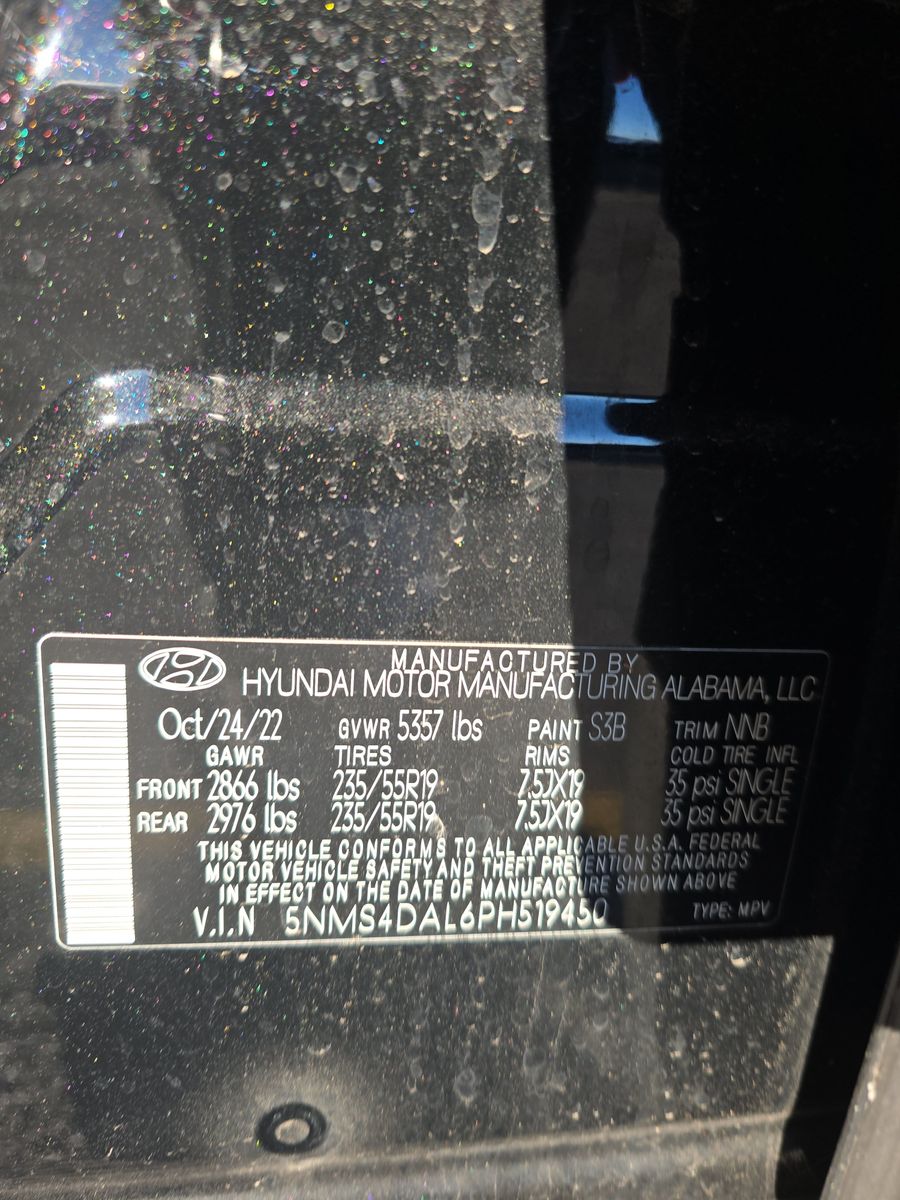 MANUFACTURED BY
HYUNDAI MOTOR MANUFACTURING ALABAMA, LLC
Oct/24/22 GVWR 5357 lbs PAINT S3B TRIM NNB
GAWR TIRES RIMS COLD TIRE INFL
FRONT 2866 lbs 235/55R19 7.5JX19 35 psi SINGLE
REAR 2976 lbs 235/55R19 7.5JX19 35 psi SINGLE
THIS VEHICLE CONFORMS TO ALL APPLICABLE U.S.A. FEDERAL
MOTOR VEHICLE SAFETY AND THEFT PREVENTION STANDARDS
IN EFFECT ON THE DATE OF MANUFACTURE SHOWN ABOVE
V.I.N 5NMS4DAL6PH519450 TYPE: MPV